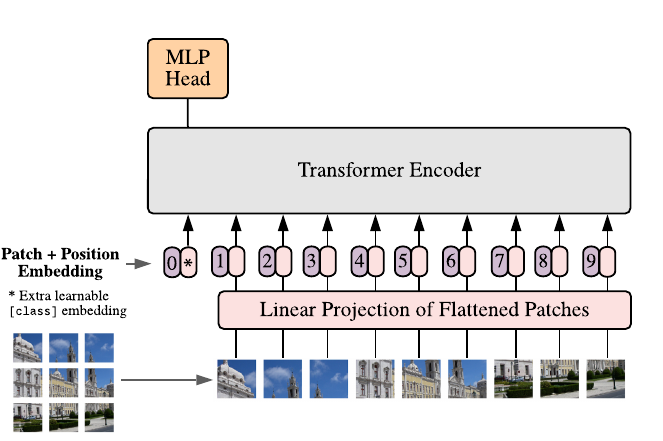 MLP
Head
Transformer Encoder
Patch + Position
Embedding
0 * 1 2 3 4 5 6 7 8 9
* Extra learnable
[class] embedding
Linear Projection of Flattened Patches